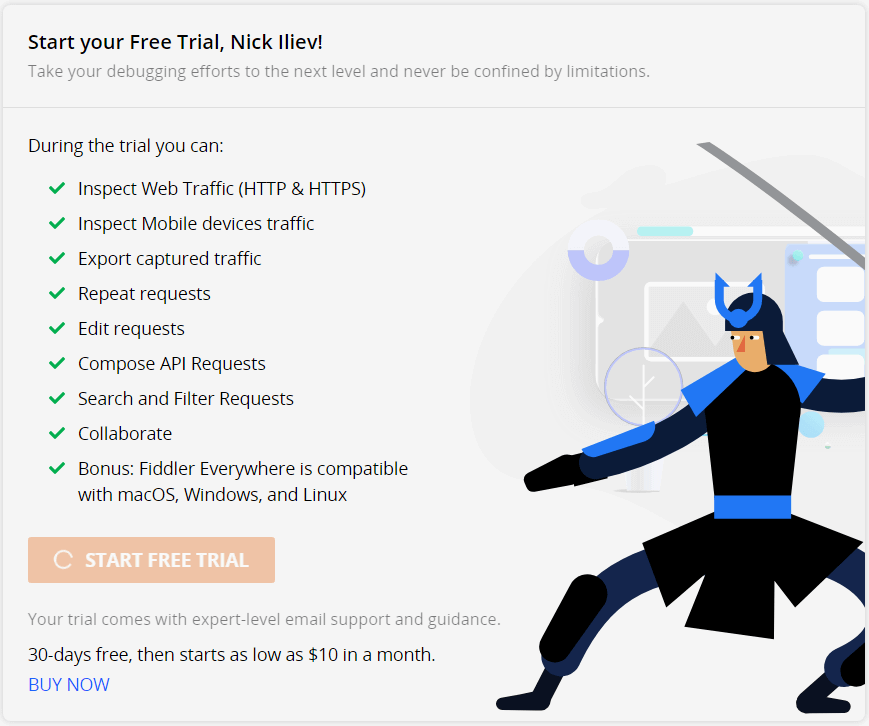 Start your Free Trial, Nick Iliev!
Take your debugging efforts to the next level and never be confined by limitations.
During the trial you can:
Inspect Web Traffic (HTTP & HTTPS)
Inspect Mobile devices traffic
Export captured traffic
Repeat requests
Edit requests
Compose API Requests
Search and Filter Requests
Collaborate
Bonus: Fiddler Everywhere is compatible
with macOS, Windows, and Linux
START FREE TRIAL
Your trial comes with expert-level email support and guidance.
30-days free, then starts as low as $10 in a month.
BUY NOW